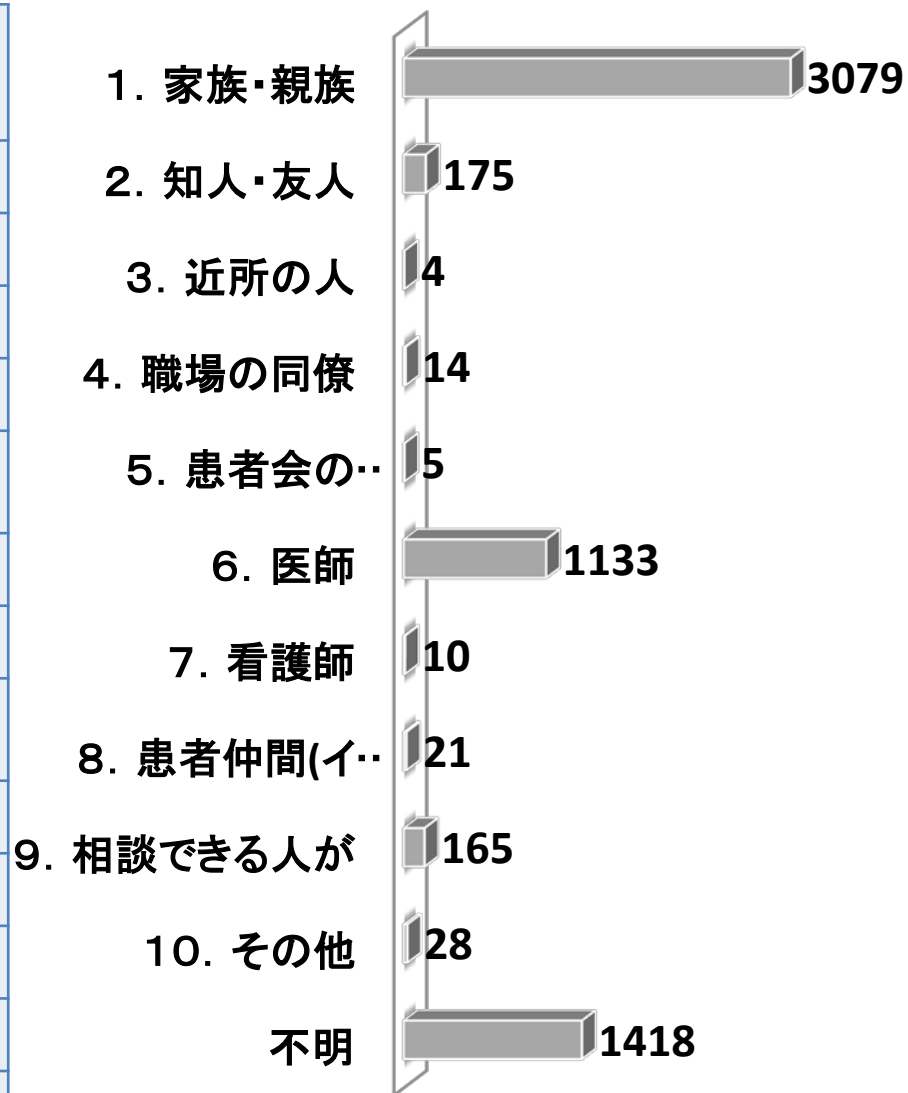 1. 家族・親族 3079
2. 知人・友人 175
3. 近所の人 4
4. 職場の同僚 14
5. 患者会の‥ 5
6. 医師 1133
7. 看護師 10
8. 患者仲間(イ‥ 21
9. 相談できる人が 165
10. その他 28
不明 1418